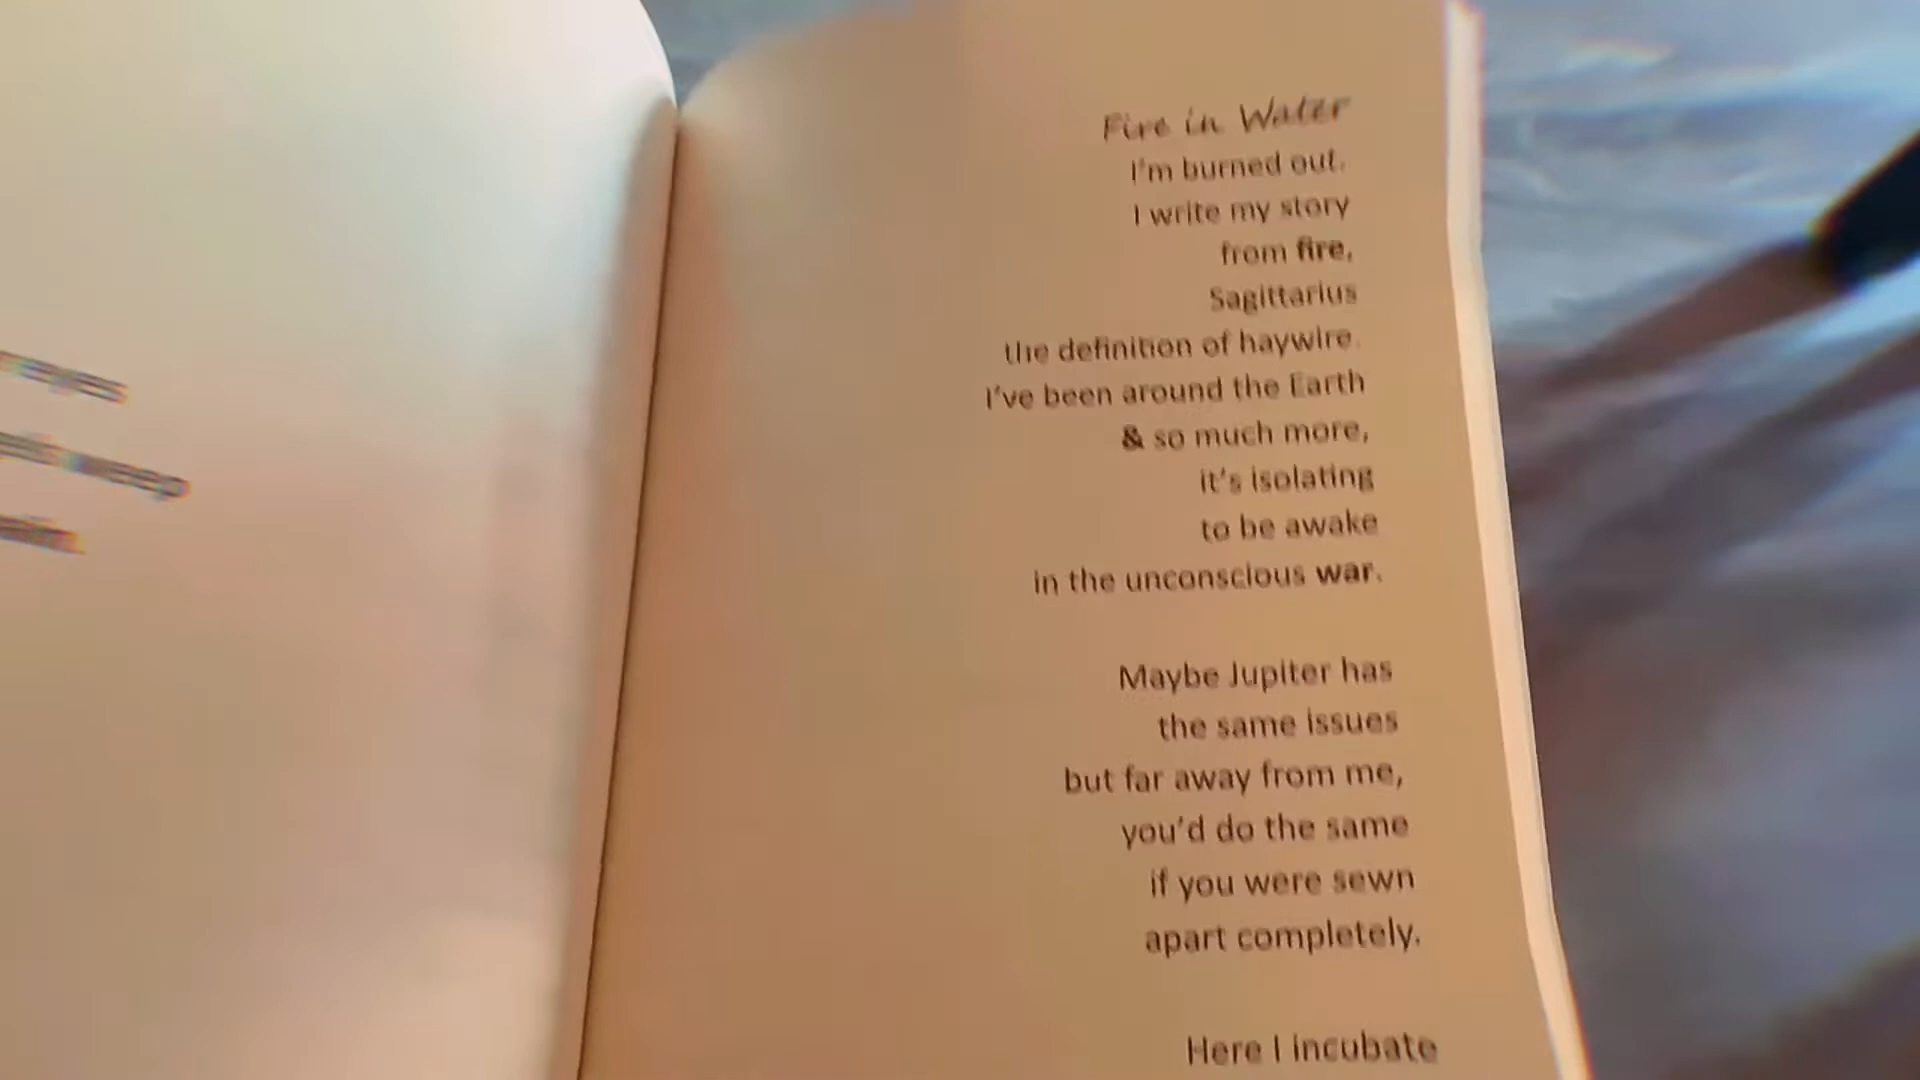 Fire in Water
I'm burned out.
I write my story
from fire,
Sagittarius
the definition of haywire.
I've been around the Earth
& so much more,
it's isolating
to be awake
in the unconscious war.
Maybe Jupiter has
the same issues
but far away from me,
you'd do the same
if you were sewn
apart completely.
Here I incubate